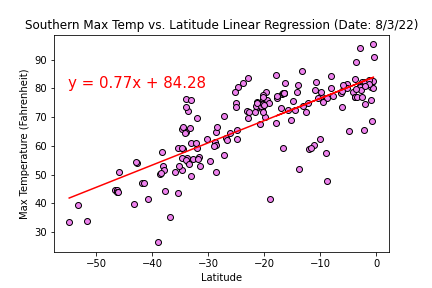 Southern Max Temp vs. Latitude Linear Regression (Date: 8/3/22)
y = 0.77x + 84.28
Max Temperature (Fahrenheit)
90
80
70
60
50
40
30
−50 −40 −30 −20 −10 0
Latitude